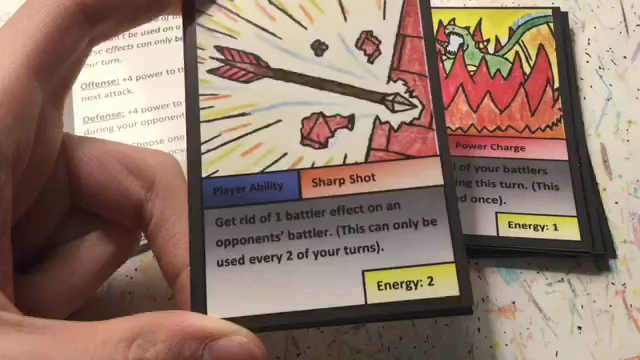 n't be used on a
se effects can only be
our turn.
Offense: +4 power to th
next attack.
Defense: +4 power to
during your opponen
Choose one
Player Ability
Sharp Shot
Get rid of 1 battler effect on an
opponents' battler. (This can only be
used every 2 of your turns).
Energy: 2
Power Charge
of your battlers
ing this turn. (This
d once).
Energy: 1